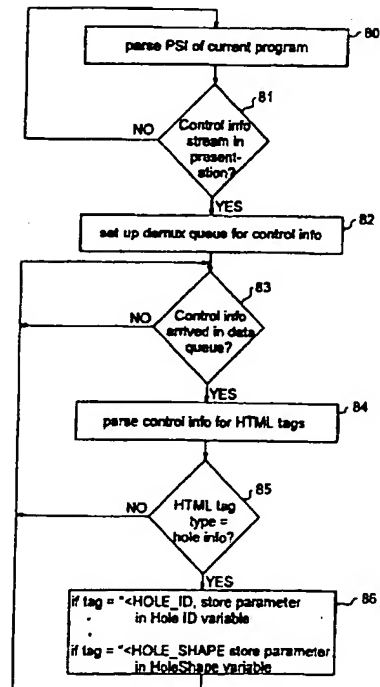 80
parse PSI of current program
81
Control info
stream in
present-
ation?
NO
YES
82
set up demux queue for control info
83
Control info
arrived in data
queue?
NO
YES
84
parse control info for HTML tags
85
HTML tag
type =
hole info?
NO
YES
86
if tag = "<HOLE_ID, store parameter
in Hole ID variable
if tag = "<HOLE_SHAPE store parameter
in HoleShape variable